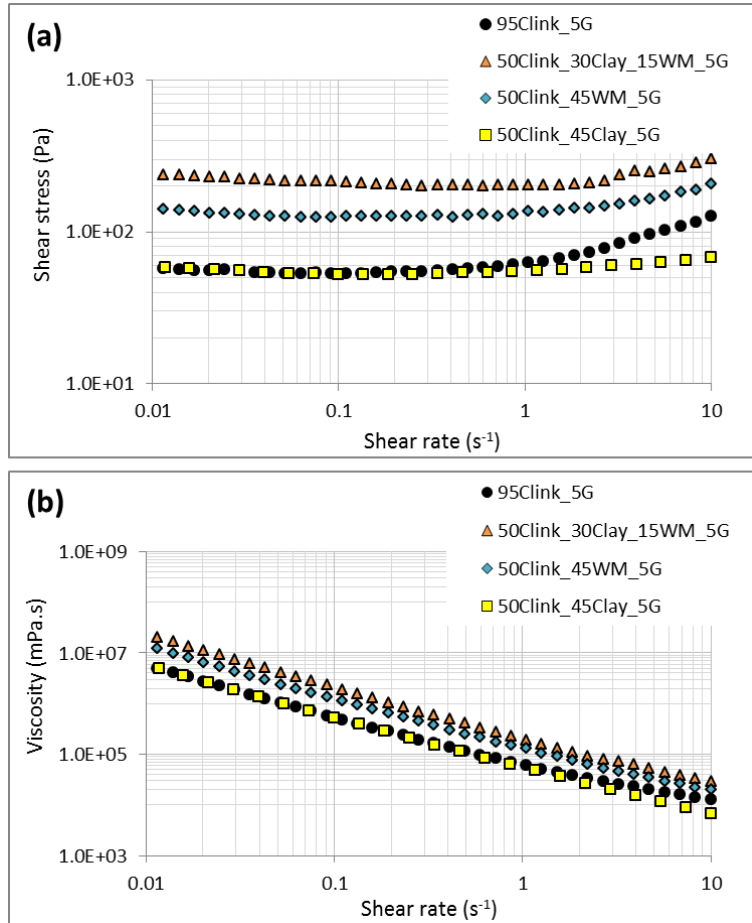 (a)
95Clink_5G
50Clink_30Clay_15WM_5G
50Clink_45WM_5G
50Clink_45Clay_5G
Shear stress (Pa)
1.0E+03
1.0E+02
1.0E+01
0.01
0.1
1
10
Shear rate (s⁻¹)
(b)
95Clink_5G
50Clink_30Clay_15WM_5G
50Clink_45WM_5G
50Clink_45Clay_5G
Viscosity (mPa.s)
1.0E+09
1.0E+07
1.0E+05
1.0E+03
0.01
0.1
1
10
Shear rate (s⁻¹)